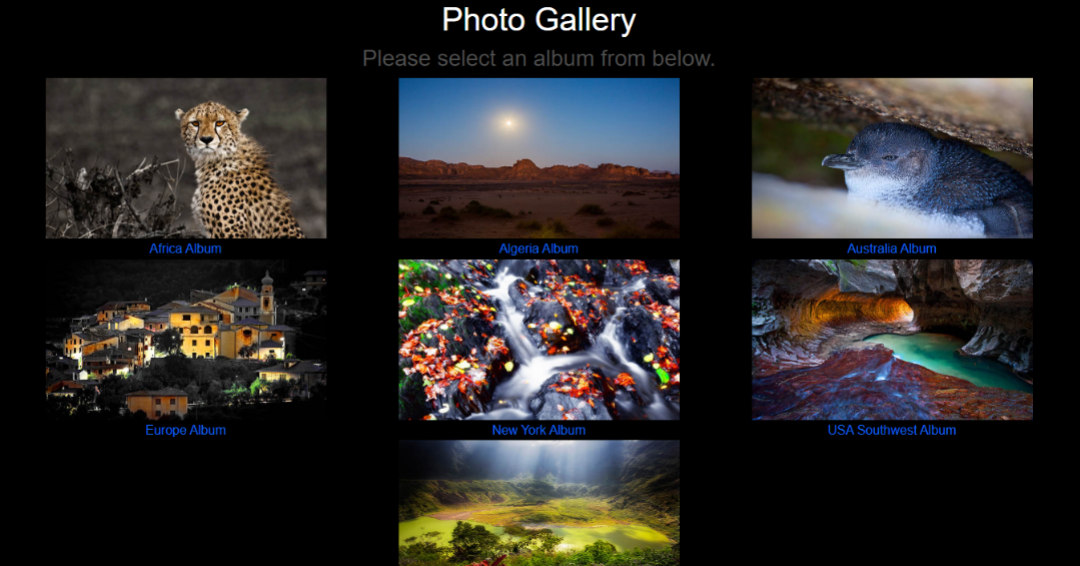 Photo Gallery
Please select an album from below.
Africa Album
Algeria Album
Australia Album
Europe Album
New York Album
USA Southwest Album